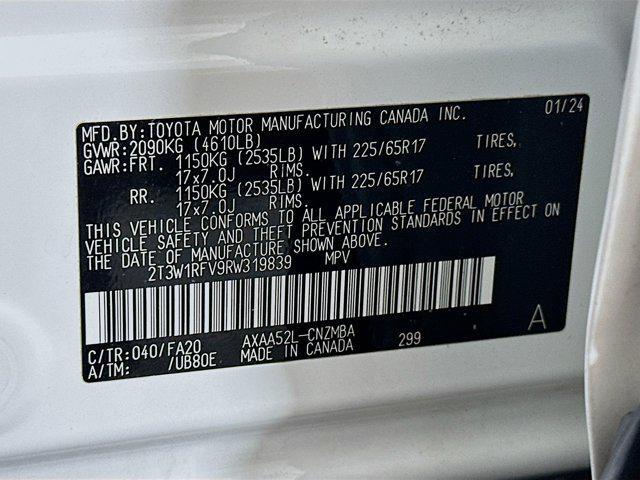 MFD.BY:TOYOTA MOTOR MANUFACTURING CANADA INC. 01/24
GVWR:2090KG (4610LB)
GAWR:FRT. 1150KG (2535LB) WITH 225/65R17 TIRES,
17x7.0J RIMS.
RR. 1150KG (2535LB) WITH 225/65R17 TIRES,
17x7.0J RIMS.
THIS VEHICLE CONFORMS TO ALL APPLICABLE FEDERAL MOTOR
VEHICLE SAFETY AND THEFT PREVENTION STANDARDS IN EFFECT ON
THE DATE OF MANUFACTURE SHOWN ABOVE.
2T3W1RFV9RW319839 MPV
A
C/TR:040/FA20 AXAA52L-CNZMBA 299
A/TM: /UB80E MADE IN CANADA